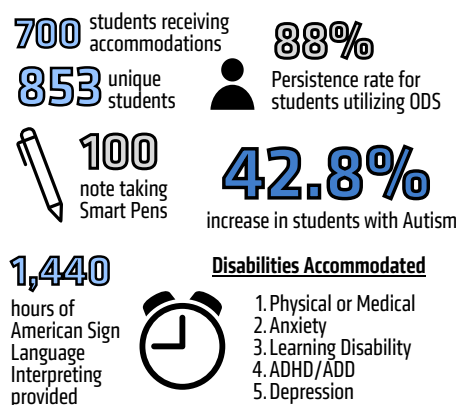 700 students receiving
accommodations
853 unique
students
88%
Persistence rate for
students utilizing ODS
100
note taking
Smart Pens
42.8%
increase in students with Autism
1,440
hours of
American Sign
Language
Interpreting
provided
Disabilities Accommodated
1. Physical or Medical
2. Anxiety
3. Learning Disability
4. ADHD/ADD
5. Depression